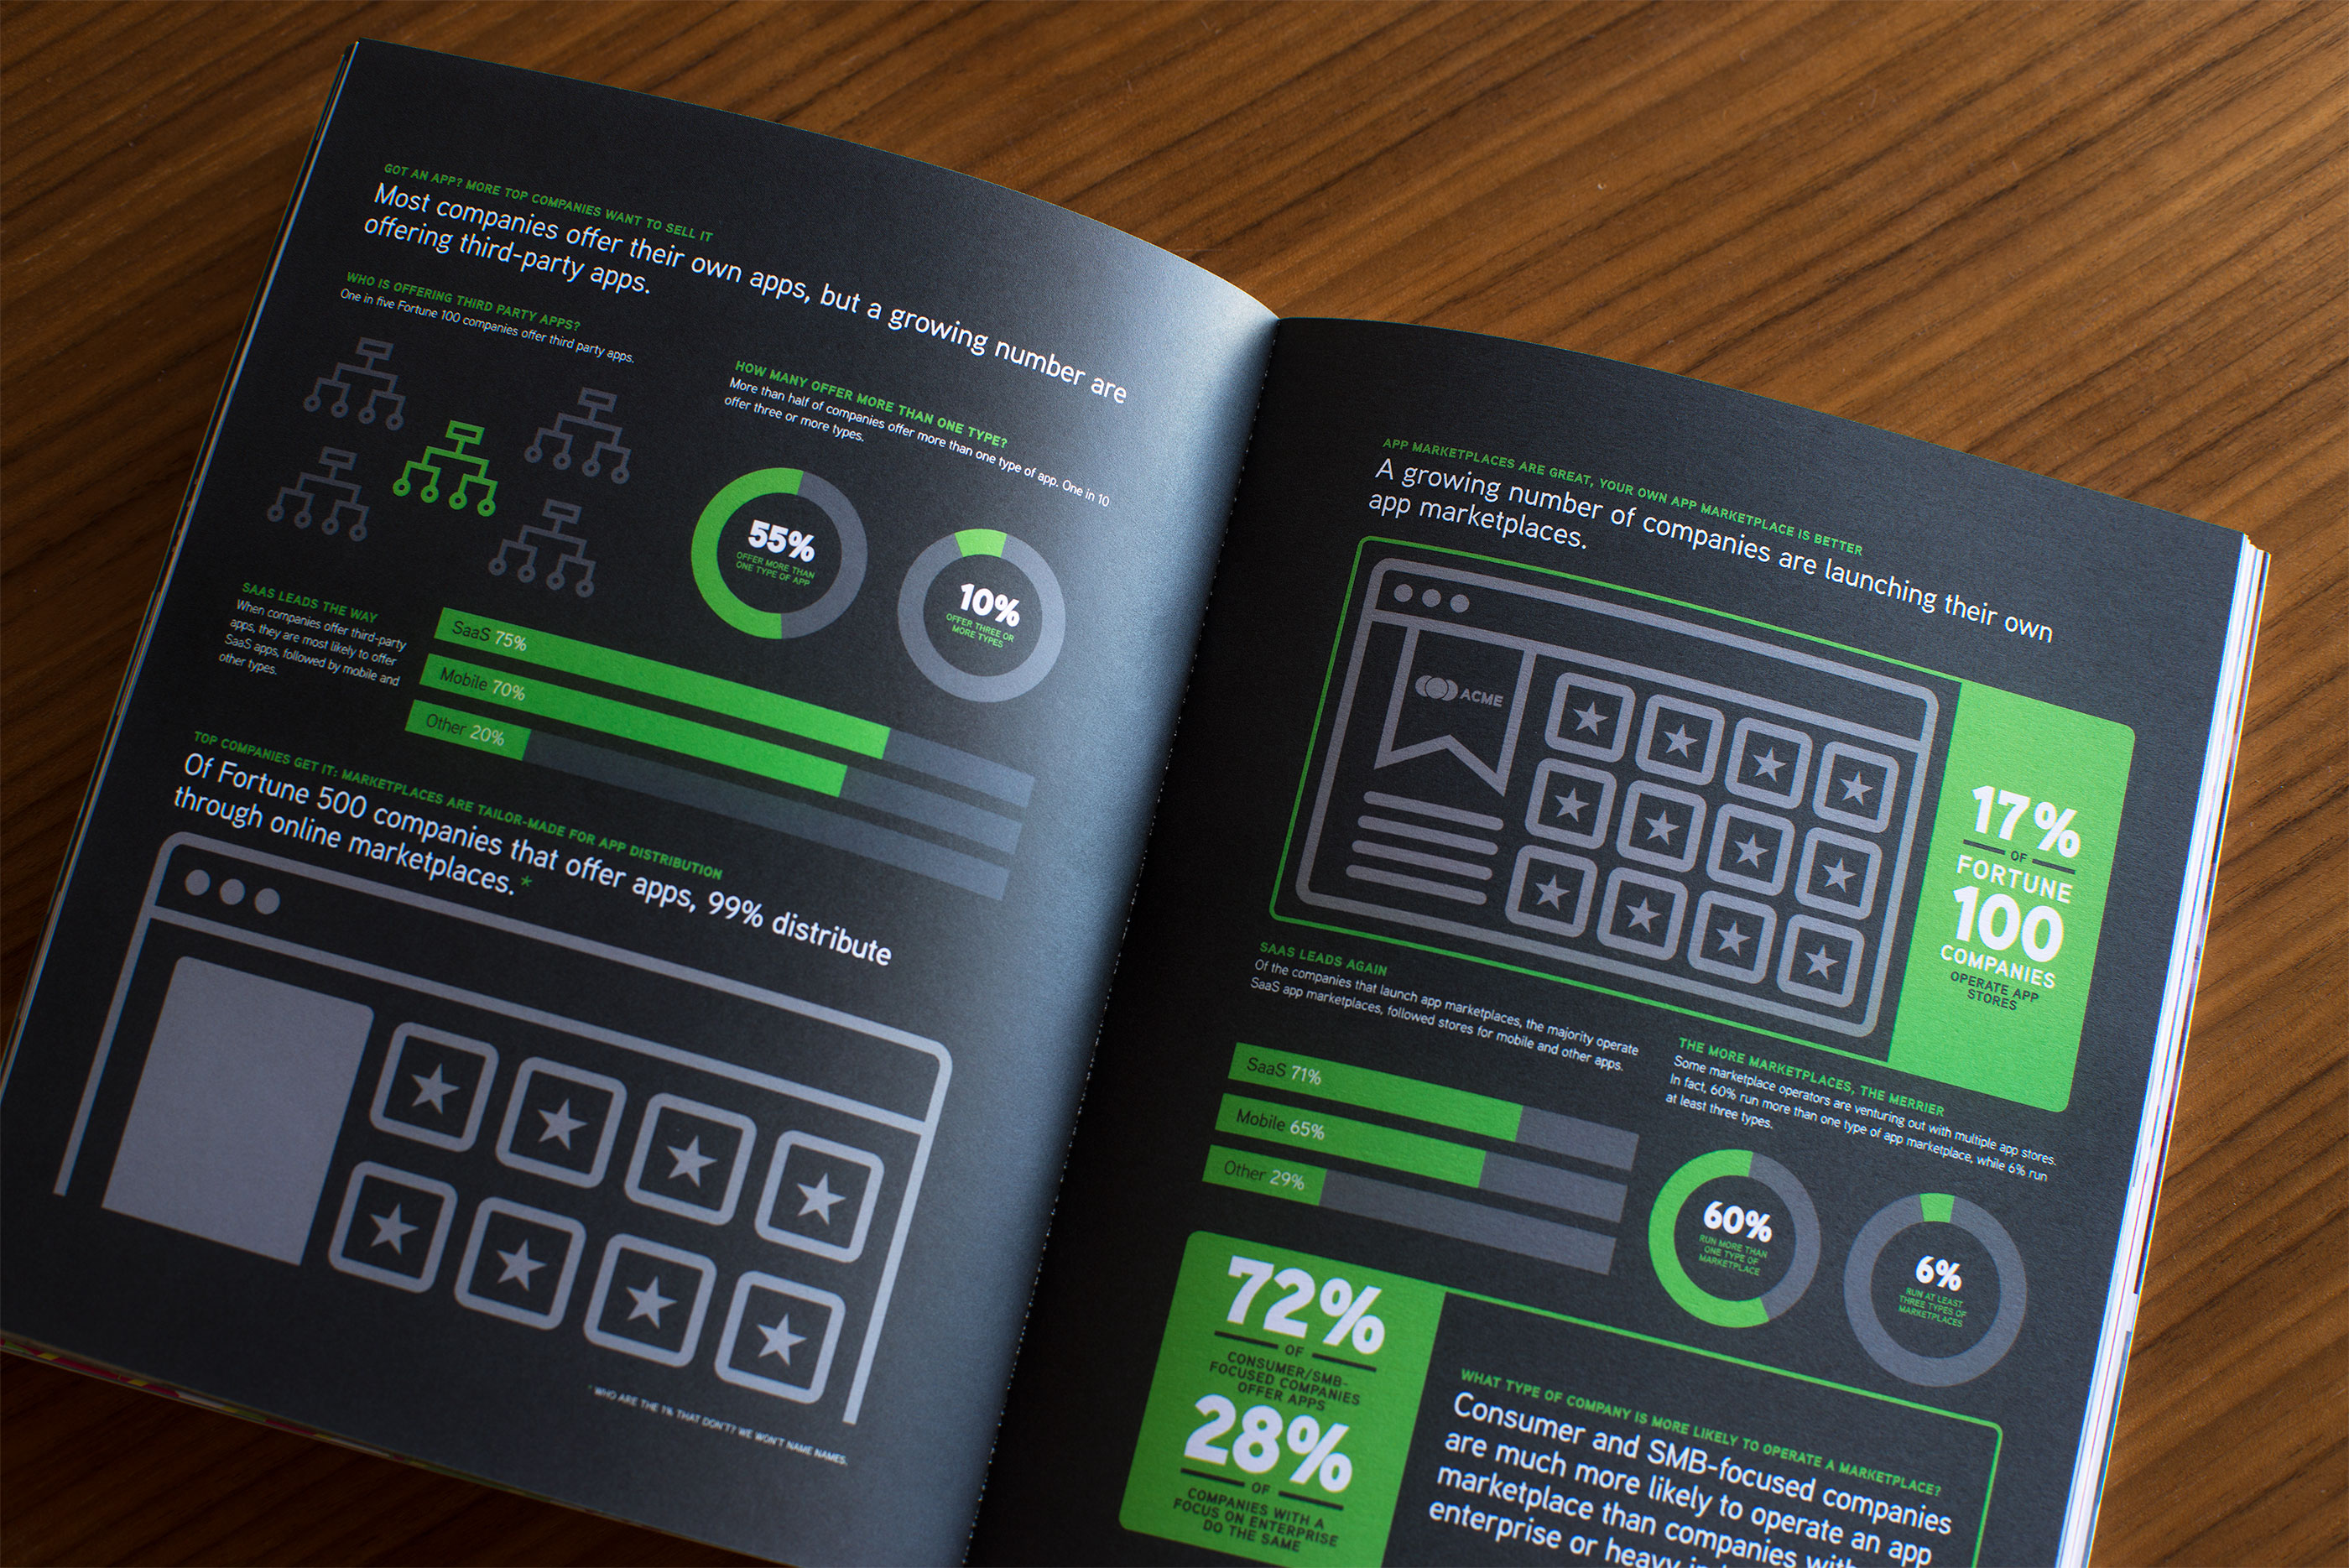 GOT AN APP? MORE TOP COMPANIES WANT TO SELL IT
Most companies offer their own apps, but a growing number are
offering third-party apps.
WHO IS OFFERING THIRD PARTY APPS?
One in five Fortune 100 companies offer third party apps.
HOW MANY OFFER MORE THAN ONE TYPE?
More than half of companies offer more than one type of app. One in 10
offer three or more types.
55%
OFFER MORE THAN
ONE TYPE OF APP
10%
OFFER THREE OR
MORE TYPES
SAAS LEADS THE WAY
When companies offer third-party
apps, they are most likely to offer
SaaS apps, followed by mobile and
other types.
SaaS 75%
Mobile 70%
Other 20%
TOP COMPANIES GET IT: MARKETPLACES ARE TAILOR-MADE FOR APP DISTRIBUTION
Of Fortune 500 companies that offer apps, 99% distribute
through online marketplaces.*
* WHO ARE THE 1% THAT DON'T? WE WON'T NAME NAMES.
APP MARKETPLACES ARE GREAT, YOUR OWN APP MARKETPLACE IS BETTER
A growing number of companies are launching their own
app marketplaces.
ACME
17%
OF
FORTUNE
100
COMPANIES
OPERATE APP
STORES
SAAS LEADS AGAIN
Of the companies that launch app marketplaces, the majority operate
SaaS app marketplaces, followed stores for mobile and other apps.
SaaS 71%
Mobile 65%
Other 29%
THE MORE MARKETPLACES, THE MERRIER
Some marketplace operators are venturing out with multiple app stores.
In fact, 60% run more than one type of app marketplace, while 6% run
at least three types.
60%
RUN MORE THAN
ONE TYPE OF
MARKETPLACE
6%
RUN AT LEAST
THREE TYPES OF
MARKETPLACES
72%
OF
CONSUMER/SMB-
FOCUSED COMPANIES
OFFER APPS
28%
OF
COMPANIES WITH A
FOCUS ON ENTERPRISE
DO THE SAME
WHAT TYPE OF COMPANY IS MORE LIKELY TO OPERATE A MARKETPLACE?
Consumer and SMB-focused companies
are much more likely to operate an app
marketplace than companies with
enterprise or heavy